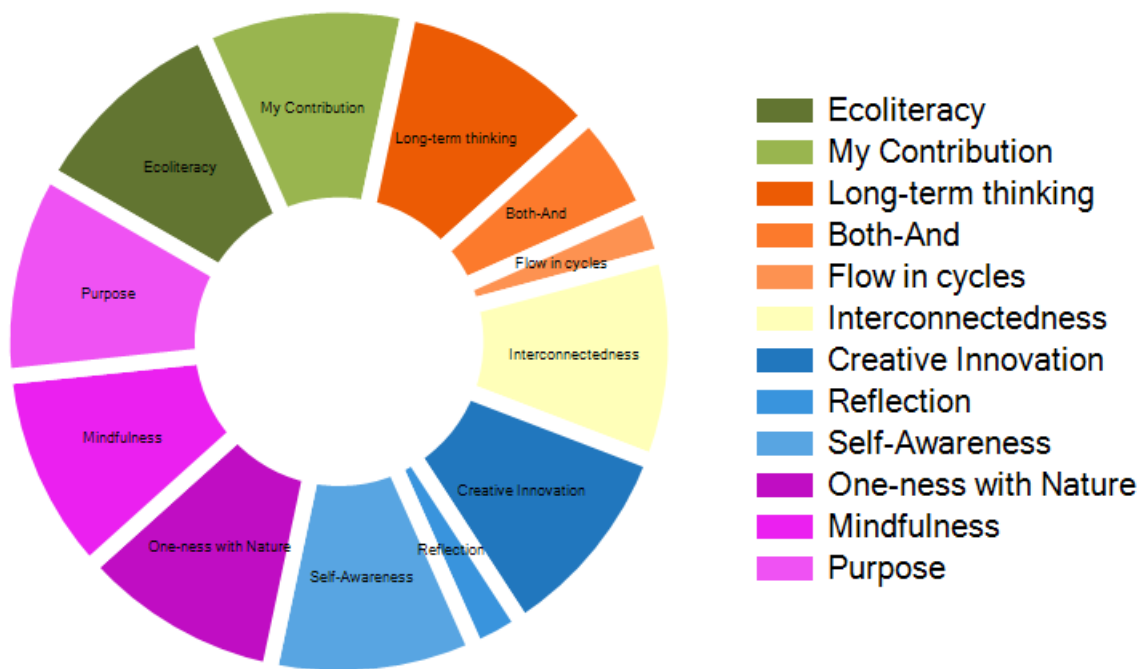 My Contribution
Long-term thinking
Ecoliteracy
Both-And
Flow in cycles
Purpose
Interconnectedness
Mindfulness
Creative Innovation
One-ness with Nature
Reflection
Self-Awareness
Ecoliteracy
My Contribution
Long-term thinking
Both-And
Flow in cycles
Interconnectedness
Creative Innovation
Reflection
Self-Awareness
One-ness with Nature
Mindfulness
Purpose